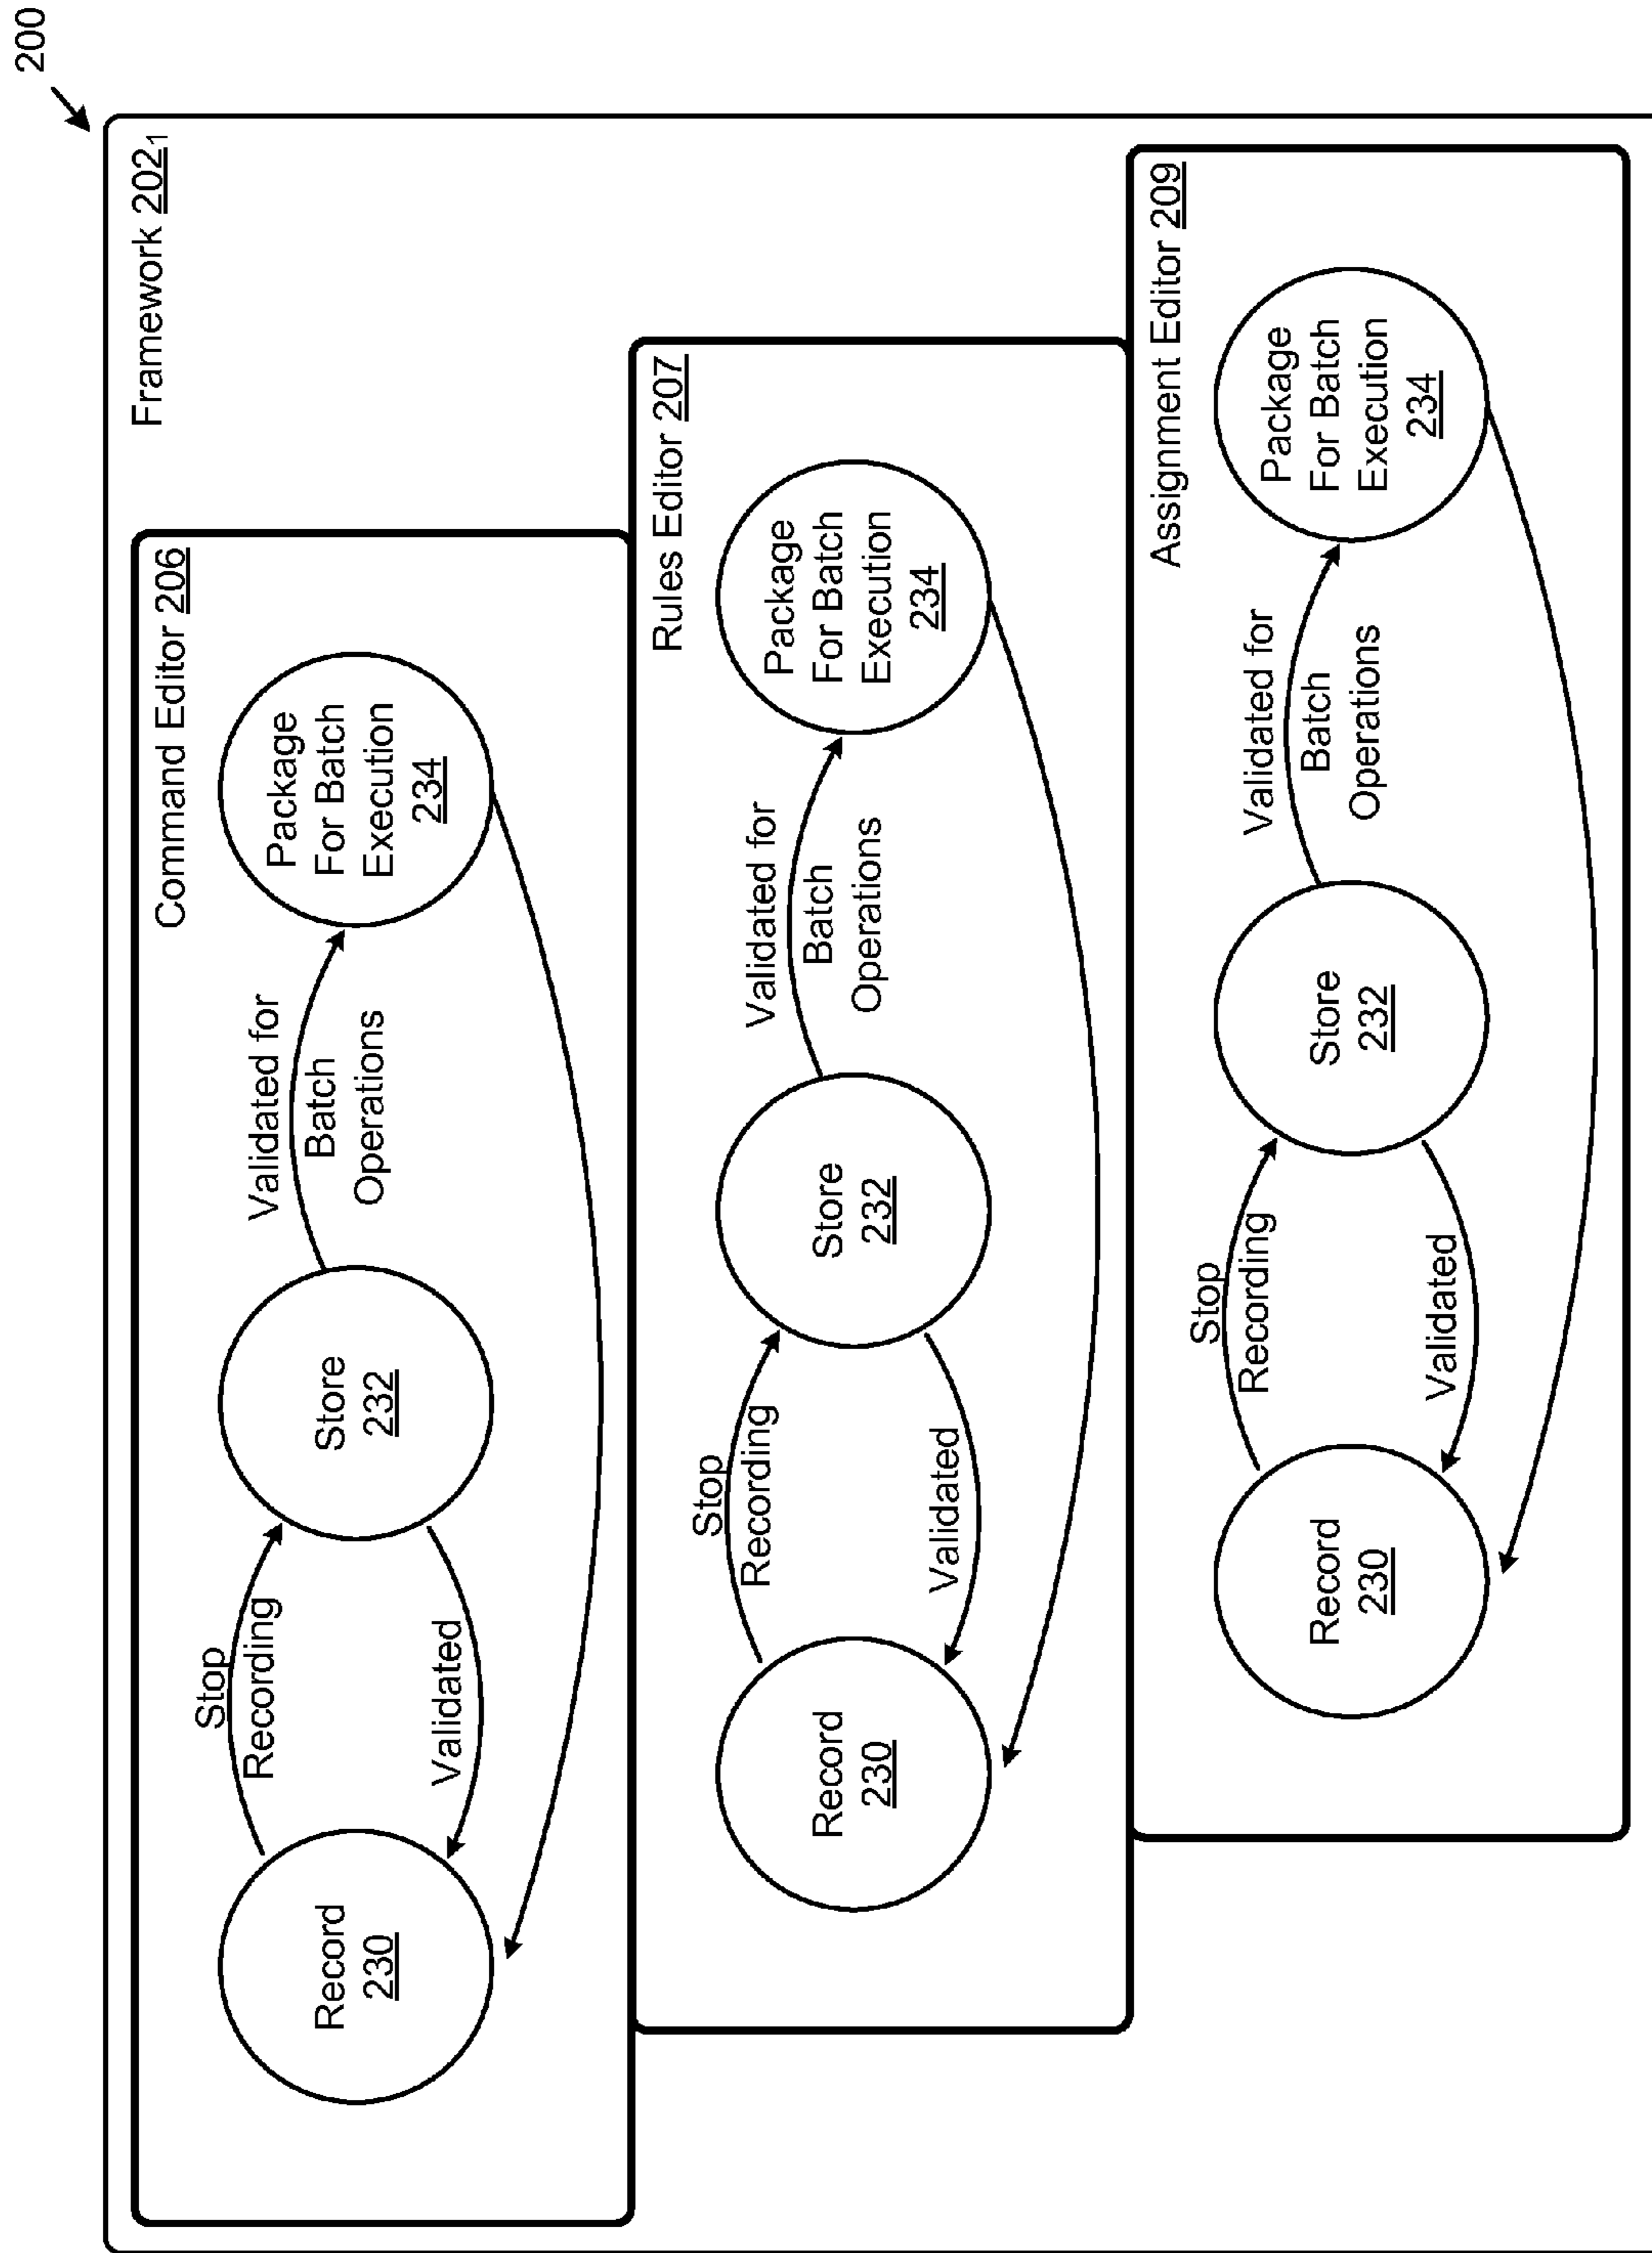 200
Framework 202₁
Command Editor 206
Record
230
Stop
Recording
Validated
Store
232
Validated for
Batch
Operations
Package
For Batch
Execution
234
Rules Editor 207
Record
230
Stop
Recording
Validated
Store
232
Validated for
Batch
Operations
Package
For Batch
Execution
234
Assignment Editor 209
Record
230
Stop
Recording
Validated
Store
232
Validated for
Batch
Operations
Package
For Batch
Execution
234